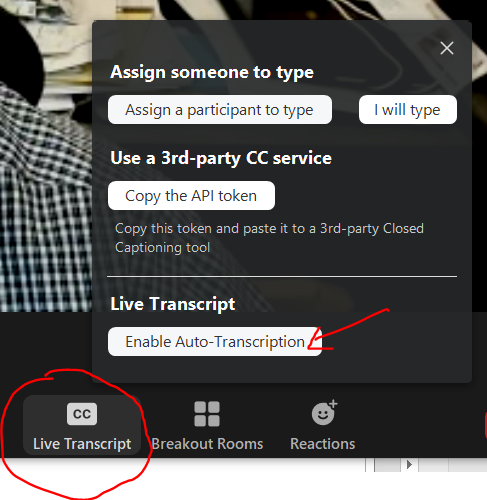 Assign someone to type
Assign a participant to type
I will type
Use a 3rd-party CC service
Copy the API token
Copy this token and paste it to a 3rd-party Closed
Captioning tool
Live Transcript
Enable Auto-Transcription
CC
Live Transcript
Breakout Rooms
Reactions